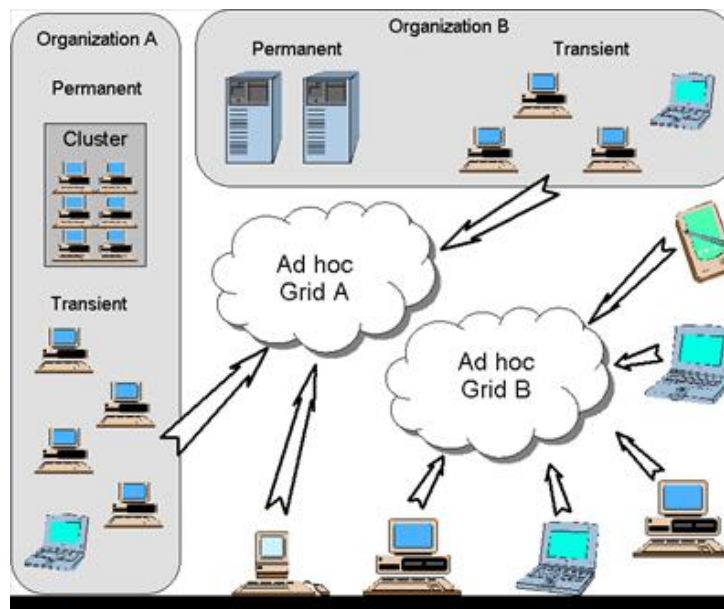 Organization A
Permanent
Cluster
Transient
Organization B
Permanent
Transient
Ad hoc
Grid A
Ad hoc
Grid B